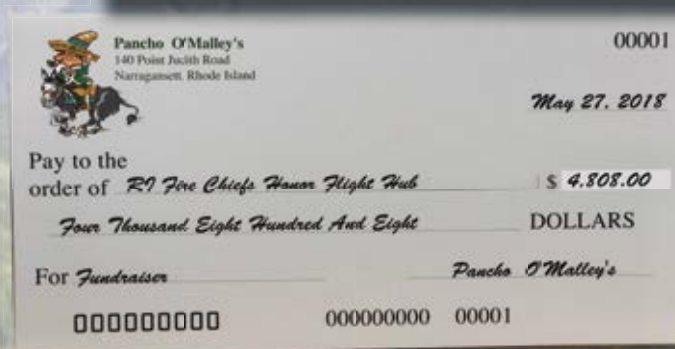 Pancho O'Malley's 00001
140 Point Judith Road
Narragansett, Rhode Island
May 27, 2018
Pay to the
order of RI Fire Chiefs Honor Flight Hub $ 4,808.00
Four Thousand Eight Hundred And Eight DOLLARS
For Fundraiser Pancho O'Malley's
000000000 000000000 00001